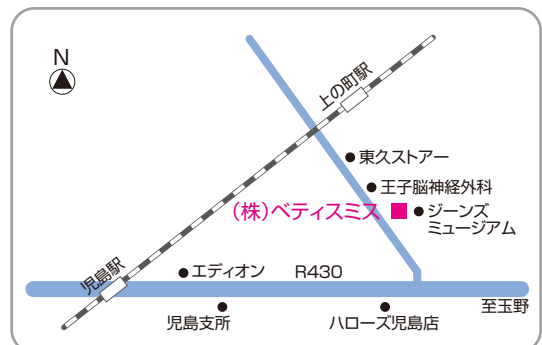 N
上の町駅
東久ストアー
王子脳神経外科
(株)ベティスミス
ジーンズ
ミュージアム
児島駅
エディオン
R430
至玉野
児島支所
ハローズ児島店